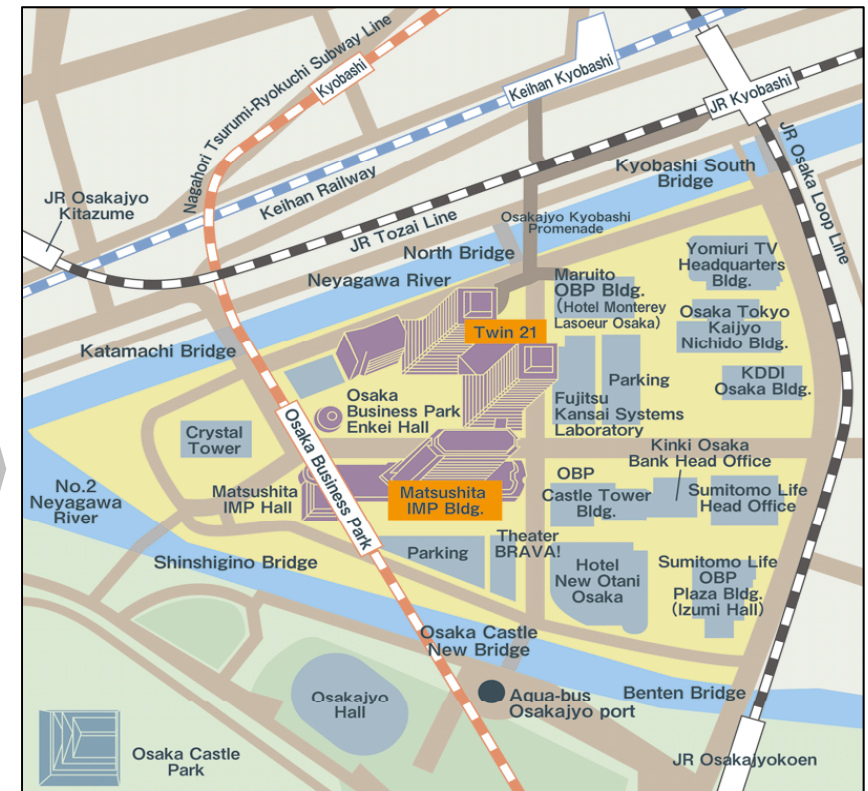 Nagahori Tsurumi-Ryokuchi Subway Line
Kyobashi
Keihan Kyobashi
JR Kyobashi
JR Osaka Loop Line
Keihan Railway
JR Tozai Line
JR Osakajyo
Kitazume
Kyobashi South
Bridge
Osakajyo Kyobashi
Promenade
North Bridge
Neyagawa River
Katamachi Bridge
Maruito
OBP Bldg.
(Hotel Monterey
Lasoeur Osaka)
Yomiuri TV
Headquarters
Bldg.
Osaka Tokyo
Kaijyo
Nichido Bldg.
Twin 21
KDDI
Osaka Bldg.
Parking
Fujitsu
Kansai Systems
Laboratory
Osaka
Business Park
Enkei Hall
Osaka Business Park
Crystal
Tower
Kinki Osaka
Bank Head Office
No.2
Neyagawa
River
Matsushita
IMP Hall
Matsushita
IMP Bldg.
OBP
Castle Tower
Bldg.
Sumitomo Life
Head Office
Shinshigino Bridge
Parking
Theater
BRAVA!
Hotel
New Otani
Osaka
Sumitomo Life
OBP
Plaza Bldg.
(Izumi Hall)
Osaka Castle
New Bridge
Osakajyo
Hall
Aqua-bus
Osakajyo port
Benten Bridge
Osaka Castle
Park
JR Osakajyokoen